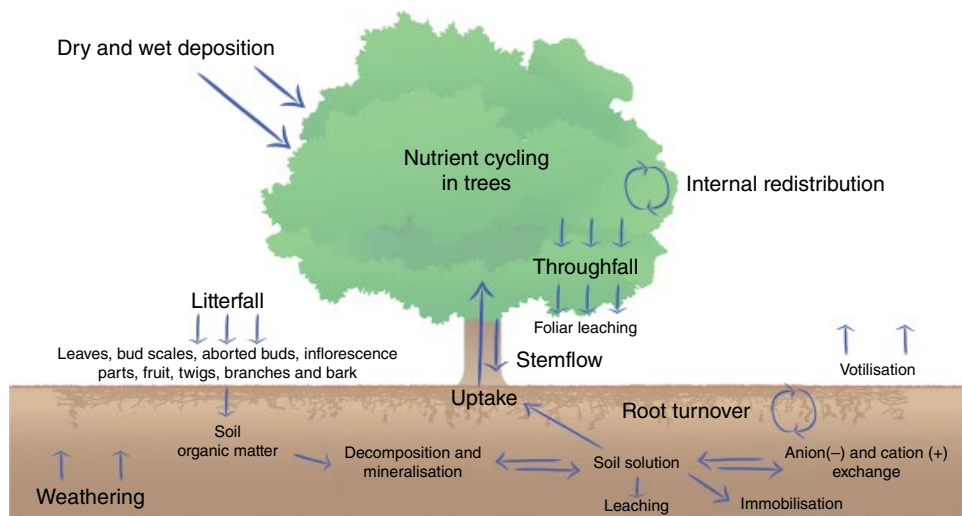 Dry and wet deposition
Nutrient cycling
in trees
Internal redistribution
Throughfall
Litterfall
Foliar leaching
Leaves, bud scales, aborted buds, inflorescence
parts, fruit, twigs, branches and bark
Stemflow
Votilisation
Uptake
Root turnover
Soil
organic matter
Decomposition and
mineralisation
Soil solution
Anion(−) and cation (+)
exchange
Weathering
Leaching
Immobilisation